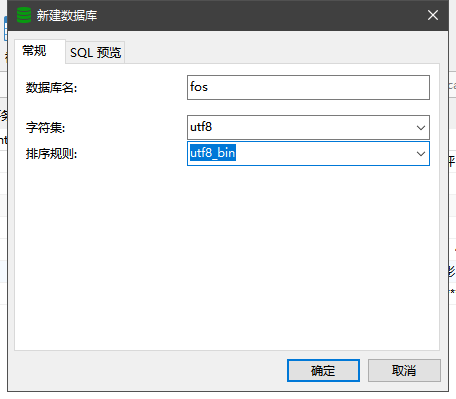 新建数据库
常规
SQL 预览
数据库名:
fos
字符集:
utf8
排序规则:
utf8_bin
确定
取消